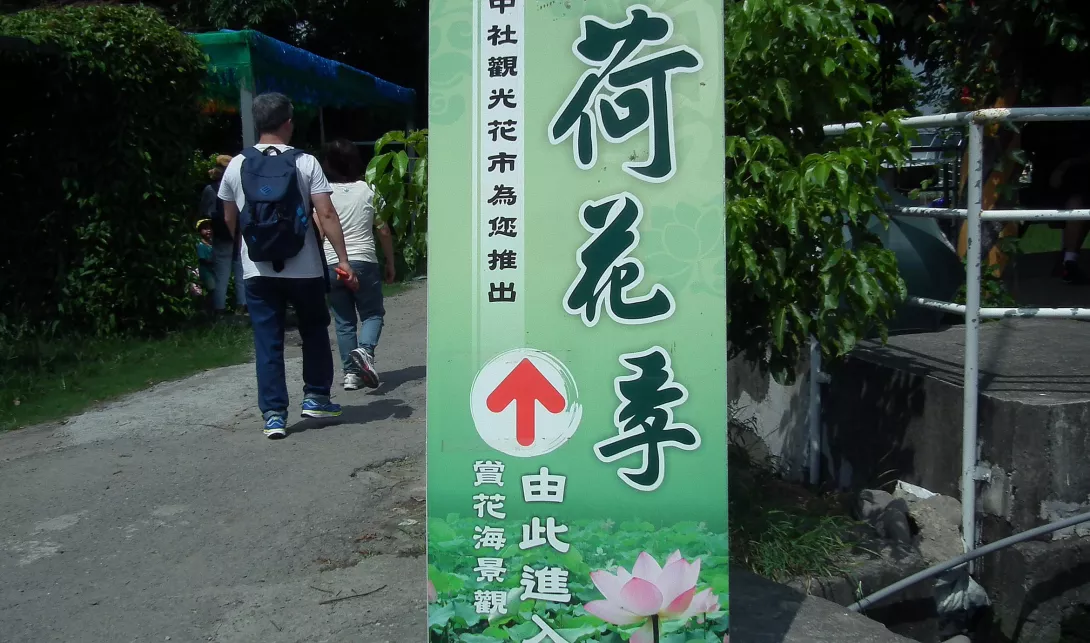 荷花季
中社觀光花市為您推出
由此進入
賞花海景觀